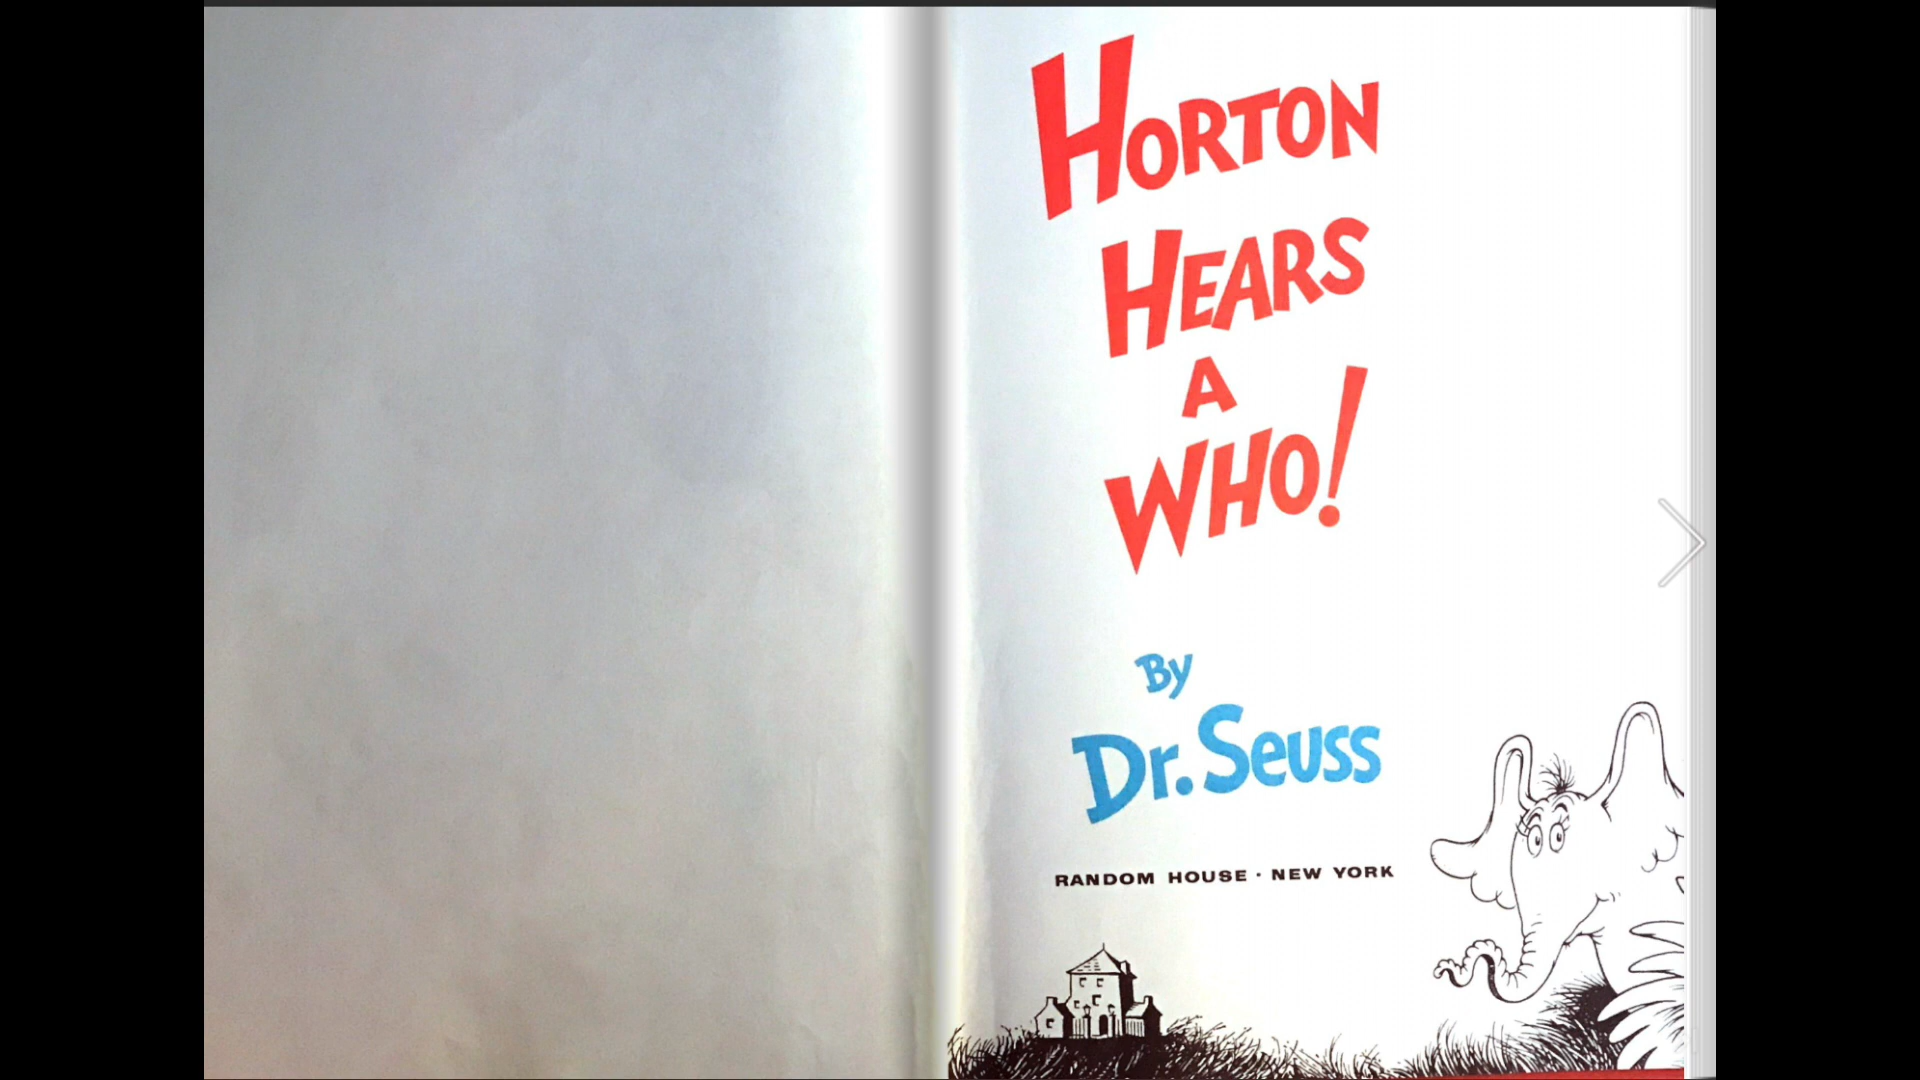 HORTON
HEARS
A
WHO!
By
Dr. Seuss
RANDOM HOUSE · NEW YORK